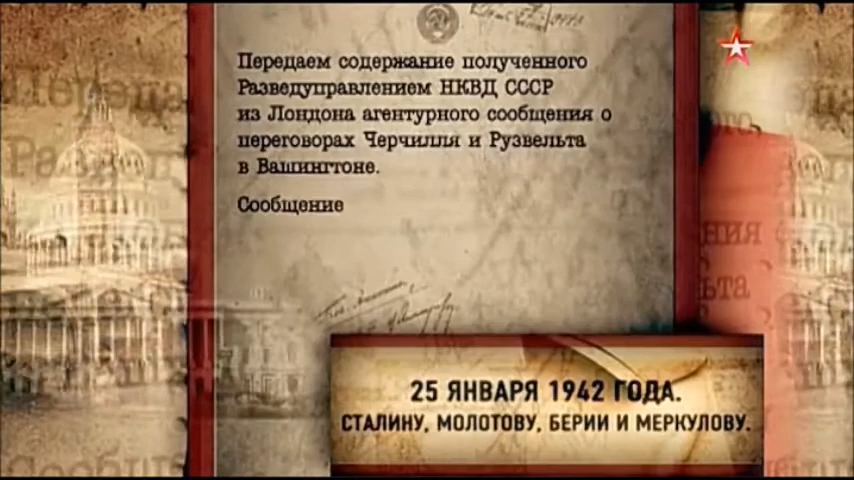 Передаем содержание полученного
Разведуправлением НКВД СССР
из Лондона агентурного сообщения о
переговорах Черчилля и Рузвельта
в Вашингтоне.
Сообщение
25 ЯНВАРЯ 1942 ГОДА.
СТАЛИНУ, МОЛОТОВУ, БЕРИИ И МЕРКУЛОВУ.